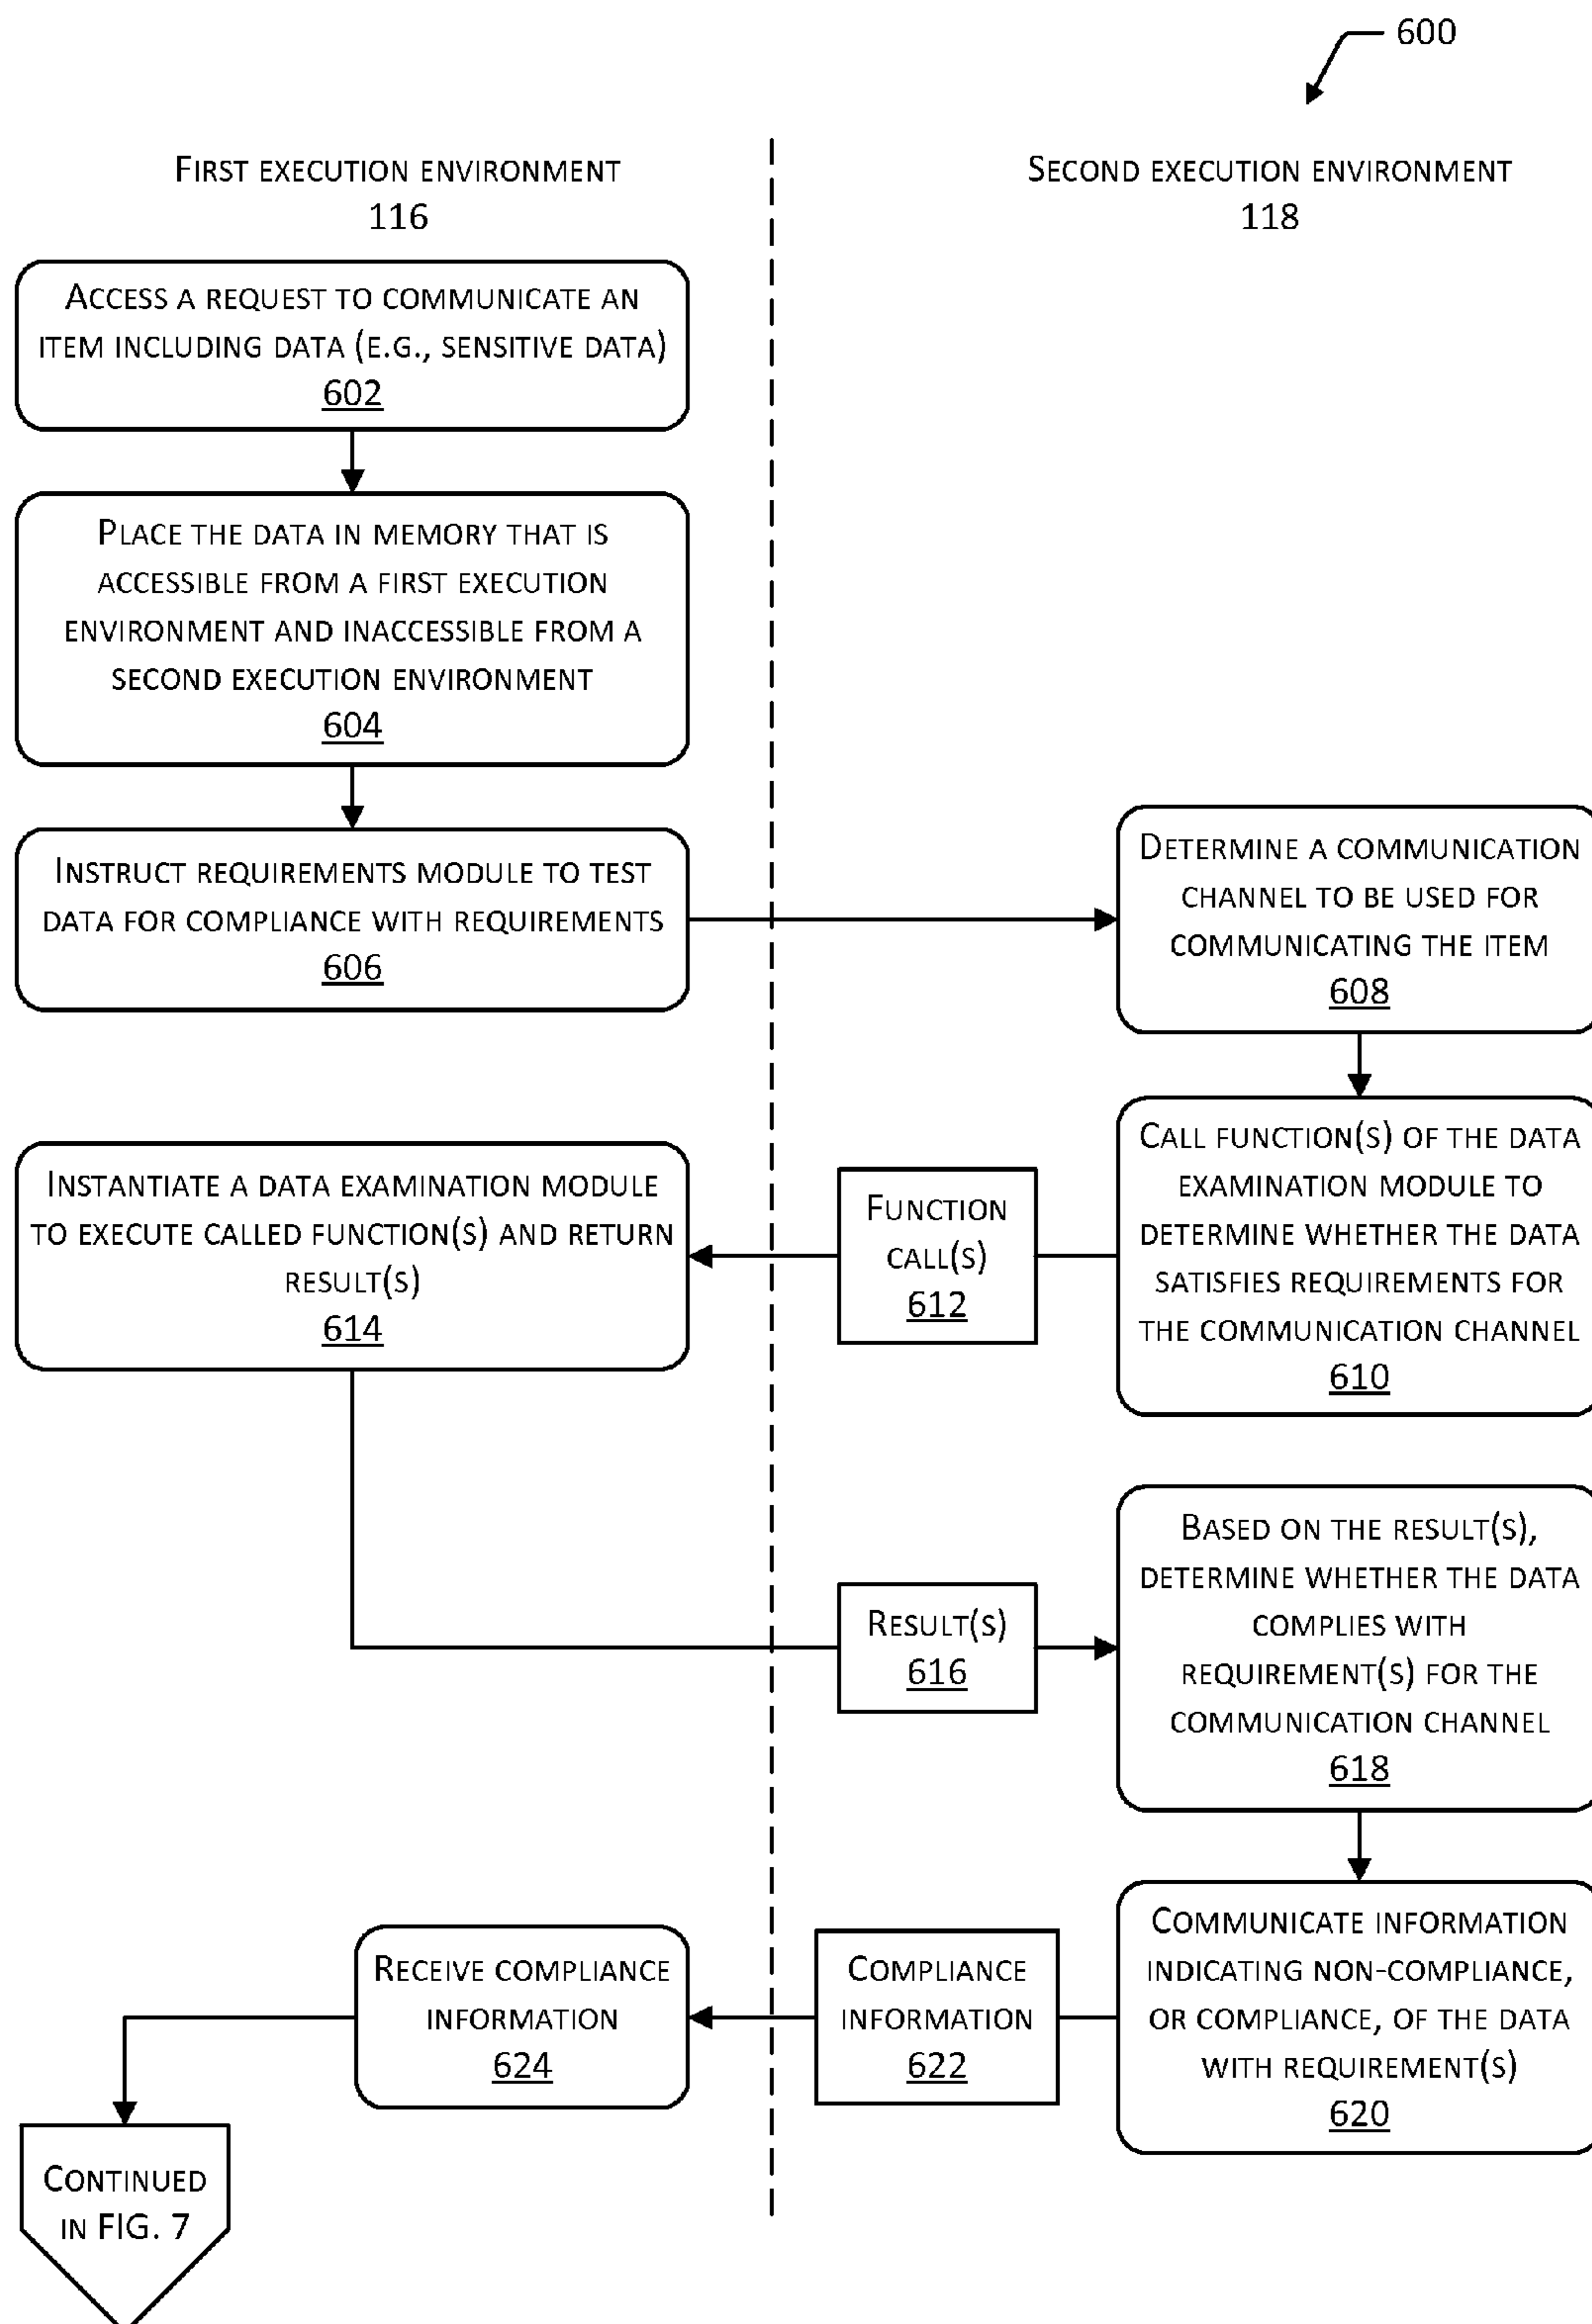 600
First execution environment
116
Second execution environment
118
Access a request to communicate an
item including data (e.g., sensitive data)
602
Place the data in memory that is
accessible from a first execution
environment and inaccessible from a
second execution environment
604
Instruct requirements module to test
data for compliance with requirements
606
Determine a communication
channel to be used for
communicating the item
608
Call function(s) of the data
examination module to
determine whether the data
satisfies requirements for
the communication channel
610
Function
call(s)
612
Instantiate a data examination module
to execute called function(s) and return
result(s)
614
Result(s)
616
Based on the result(s),
determine whether the data
complies with
requirement(s) for the
communication channel
618
Communicate information
indicating non-compliance,
or compliance, of the data
with requirement(s)
620
Compliance
information
622
Receive compliance
information
624
Continued
in FIG. 7